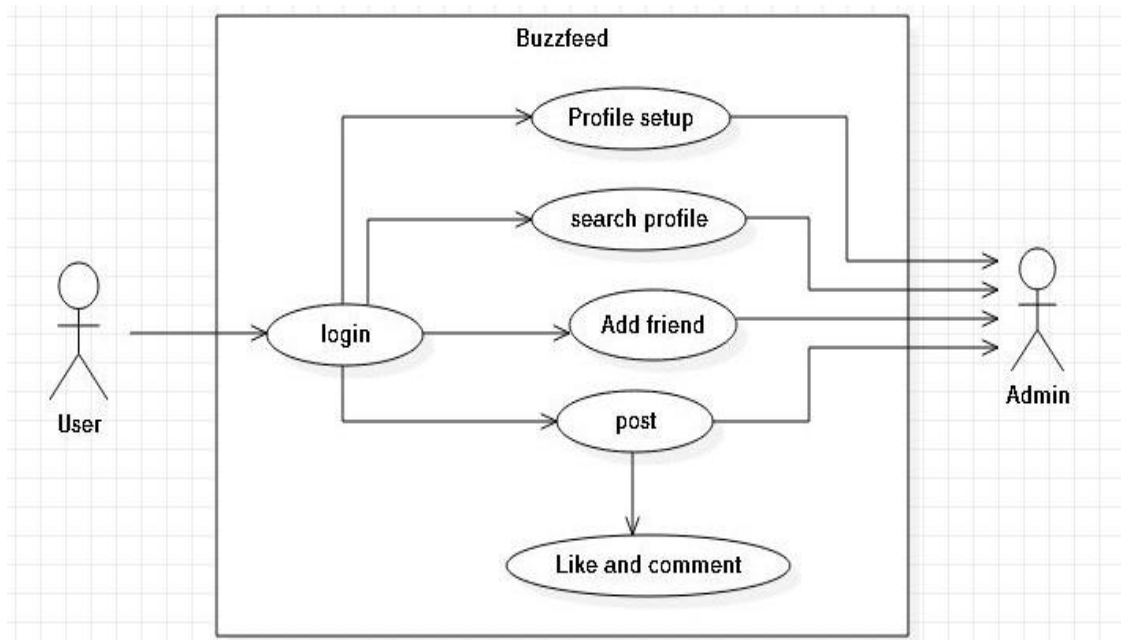 Buzzfeed
Profile setup
search profile
login
Add friend
User
Admin
post
Like and comment